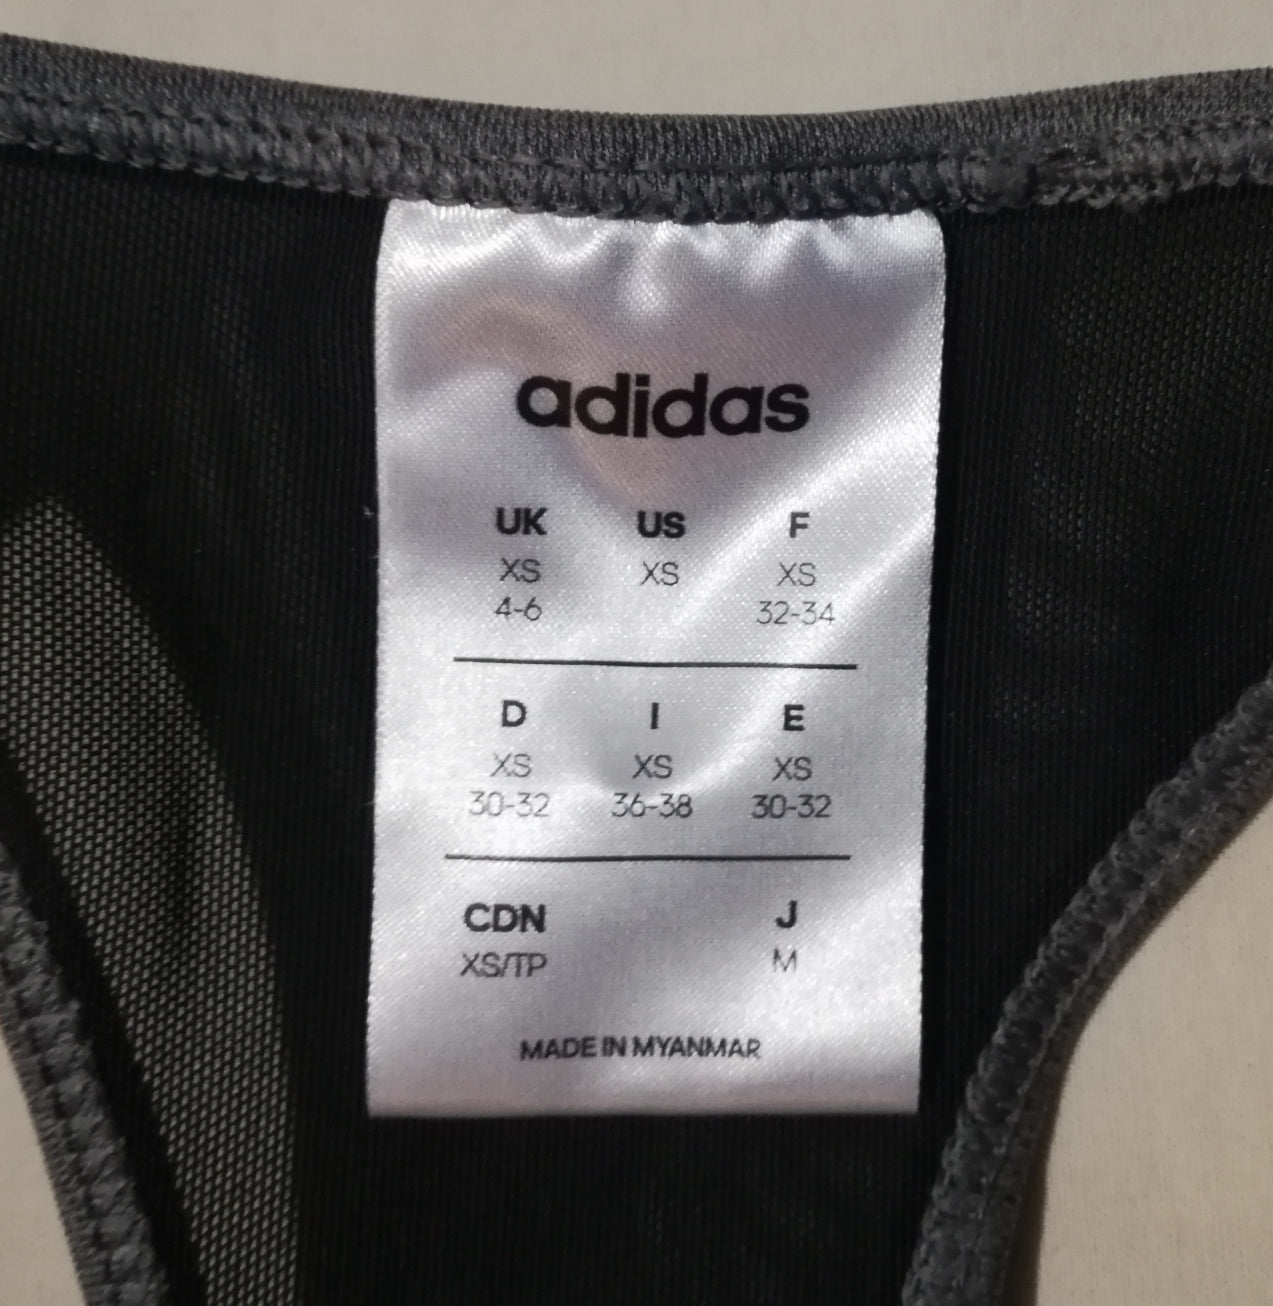 adidas
UK US F
XS XS XS
4-6 32-34
D I E
XS XS XS
30-32 36-38 30-32
CDN J
XS/TP M
MADE IN MYANMAR